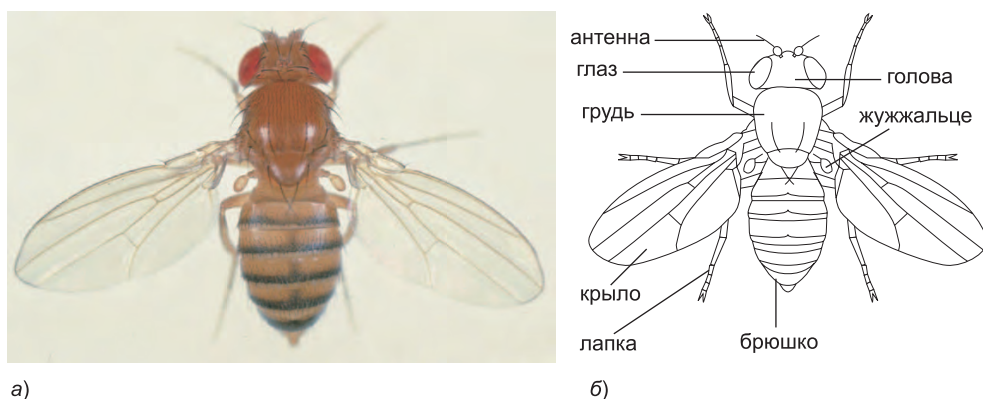 антенна
глаз
голова
грудь
жужжальце
крыло
лапка
брюшко
а)
б)